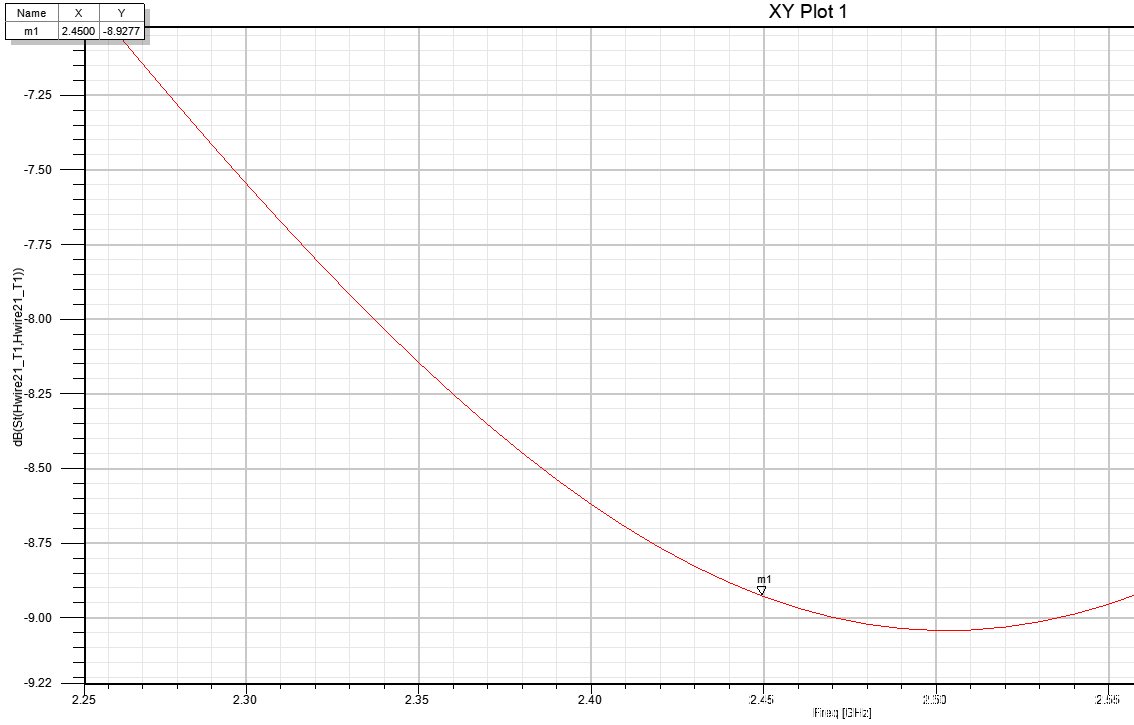 XY Plot 1
Name X Y
m1 2.4500 -8.9277
-7.25
-7.50
-7.75
-8.00
-8.25
-8.50
-8.75
-9.00
-9.22
dB(St(Hwire21_T1,Hwire21_T1))
m1
2.25 2.30 2.35 2.40 2.45 2.50 2.55
Freq [GHz]